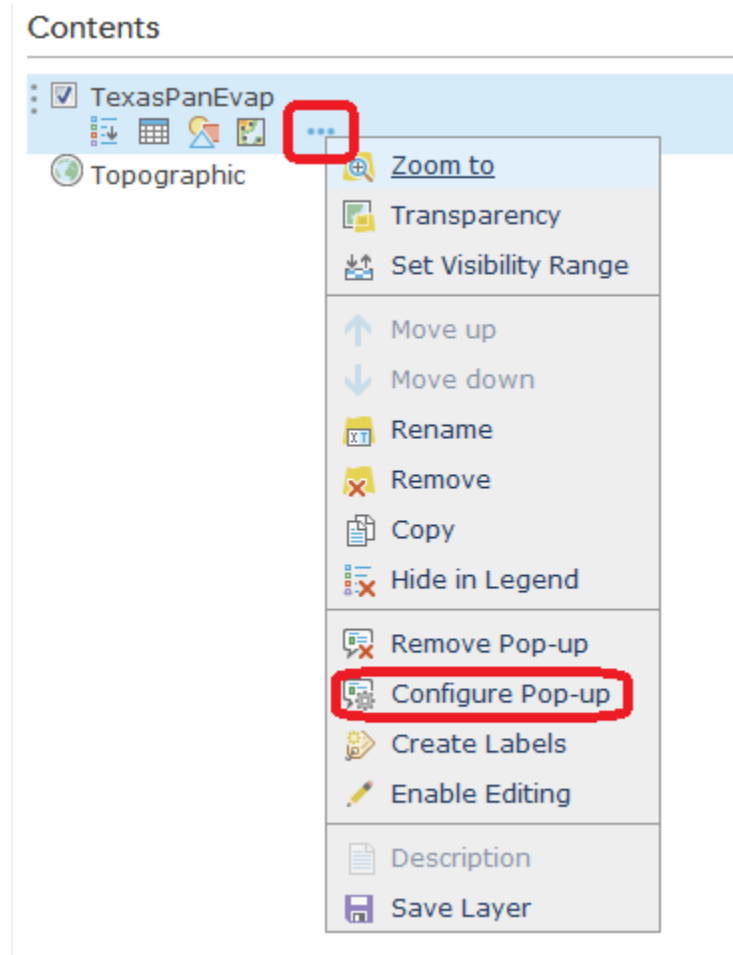 Contents
TexasPanEvap
Topographic
Zoom to
Transparency
Set Visibility Range
Move up
Move down
Rename
Remove
Copy
Hide in Legend
Remove Pop-up
Configure Pop-up
Create Labels
Enable Editing
Description
Save Layer